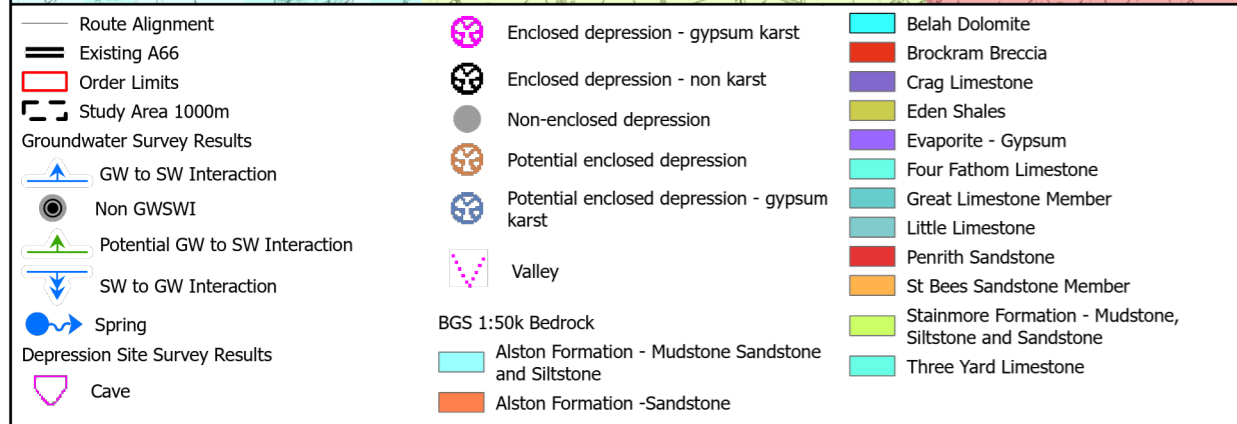 Route Alignment
Existing A66
Order Limits
Study Area 1000m
Groundwater Survey Results
GW to SW Interaction
Non GWSWI
Potential GW to SW Interaction
SW to GW Interaction
Spring
Depression Site Survey Results
Cave
Enclosed depression - gypsum karst
Enclosed depression - non karst
Non-enclosed depression
Potential enclosed depression
Potential enclosed depression - gypsum
karst
Valley
BGS 1:50k Bedrock
Alston Formation - Mudstone Sandstone
and Siltstone
Alston Formation -Sandstone
Belah Dolomite
Brockram Breccia
Crag Limestone
Eden Shales
Evaporite - Gypsum
Four Fathom Limestone
Great Limestone Member
Little Limestone
Penrith Sandstone
St Bees Sandstone Member
Stainmore Formation - Mudstone,
Siltstone and Sandstone
Three Yard Limestone